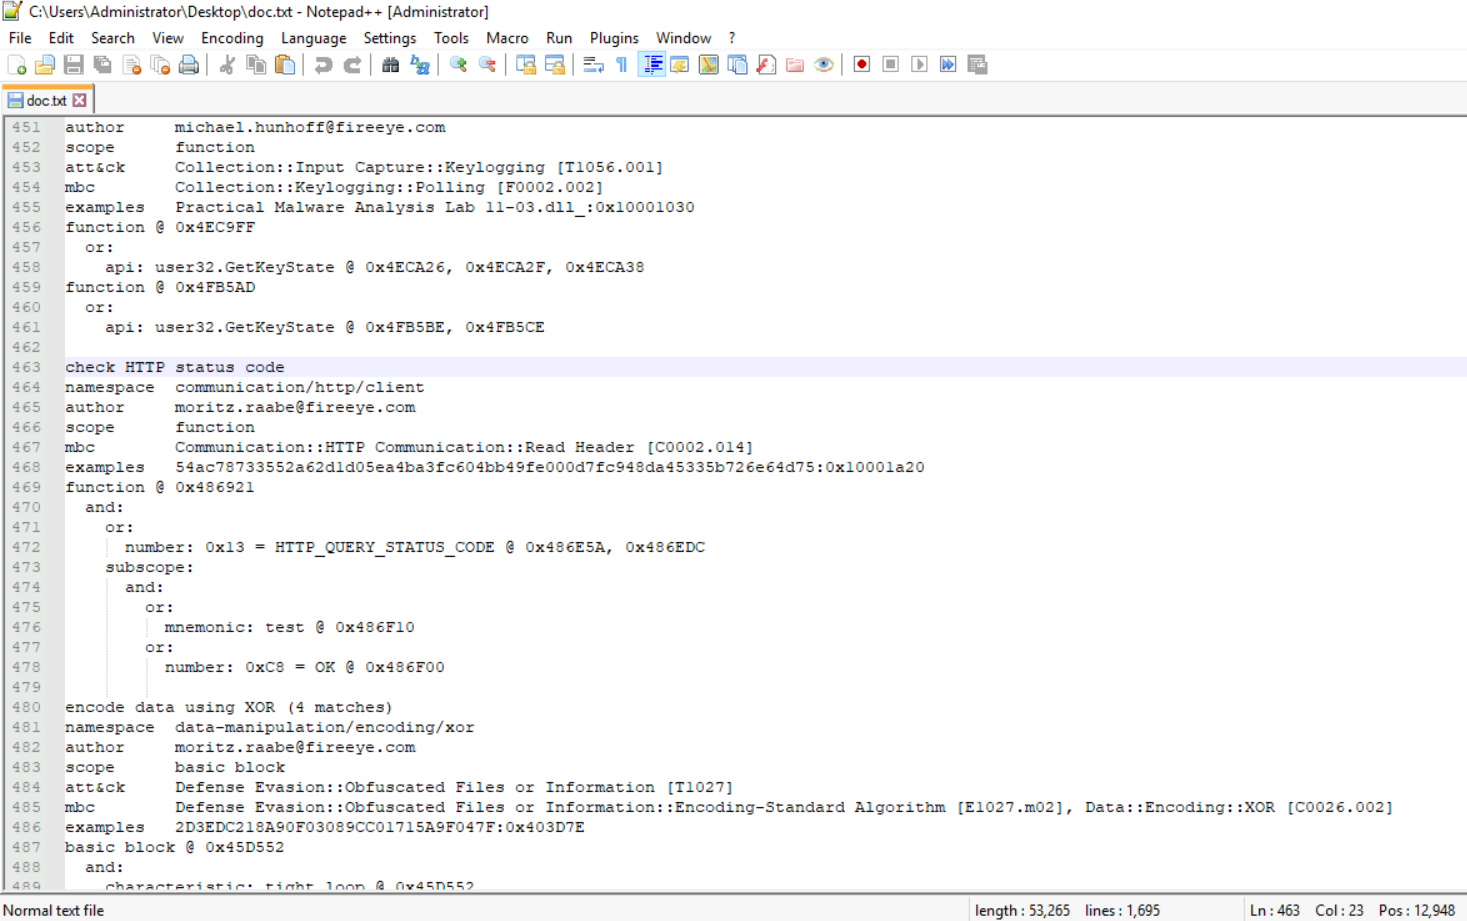 C:\Users\Administrator\Desktop\doc.txt - Notepad++ [Administrator]
File Edit Search View Encoding Language Settings Tools Macro Run Plugins Window ?
doc.txt
451 author michael.hunhoff@fireeye.com
452 scope function
453 att&ck Collection::Input Capture::Keylogging [T1056.001]
454 mbc Collection::Keylogging::Polling [F0002.002]
455 examples Practical Malware Analysis Lab 11-03.dll_:0x10001030
456 function @ 0x4EC9FF
457 or:
458 api: user32.GetKeyState @ 0x4ECA26, 0x4ECA2F, 0x4ECA38
459 function @ 0x4FB5AD
460 or:
461 api: user32.GetKeyState @ 0x4FB5BE, 0x4FB5CE
462
463 check HTTP status code
464 namespace communication/http/client
465 author moritz.raabe@fireeye.com
466 scope function
467 mbc Communication::HTTP Communication::Read Header [C0002.014]
468 examples 54ac78733552a62d1d05ea4ba3fc604bb49fe000d7fc948da45335b726e64d75:0x10001a20
469 function @ 0x486921
470 and:
471 or:
472 number: 0x13 = HTTP_QUERY_STATUS_CODE @ 0x486E5A, 0x486EDC
473 subscope:
474 and:
475 or:
476 mnemonic: test @ 0x486F10
477 or:
478 number: 0xC8 = OK @ 0x486F00
479
480 encode data using XOR (4 matches)
481 namespace data-manipulation/encoding/xor
482 author moritz.raabe@fireeye.com
483 scope basic block
484 att&ck Defense Evasion::Obfuscated Files or Information [T1027]
485 mbc Defense Evasion::Obfuscated Files or Information::Encoding-Standard Algorithm [E1027.m02], Data::Encoding::XOR [C0026.002]
486 examples 2D3EDC218A90F03089CC01715A9F047F:0x403D7E
487 basic block @ 0x45D552
488 and:
489 characteristic: tight loop @ 0x45D552
Normal text file length : 53,265 lines : 1,695 Ln : 463 Col : 23 Pos : 12,948